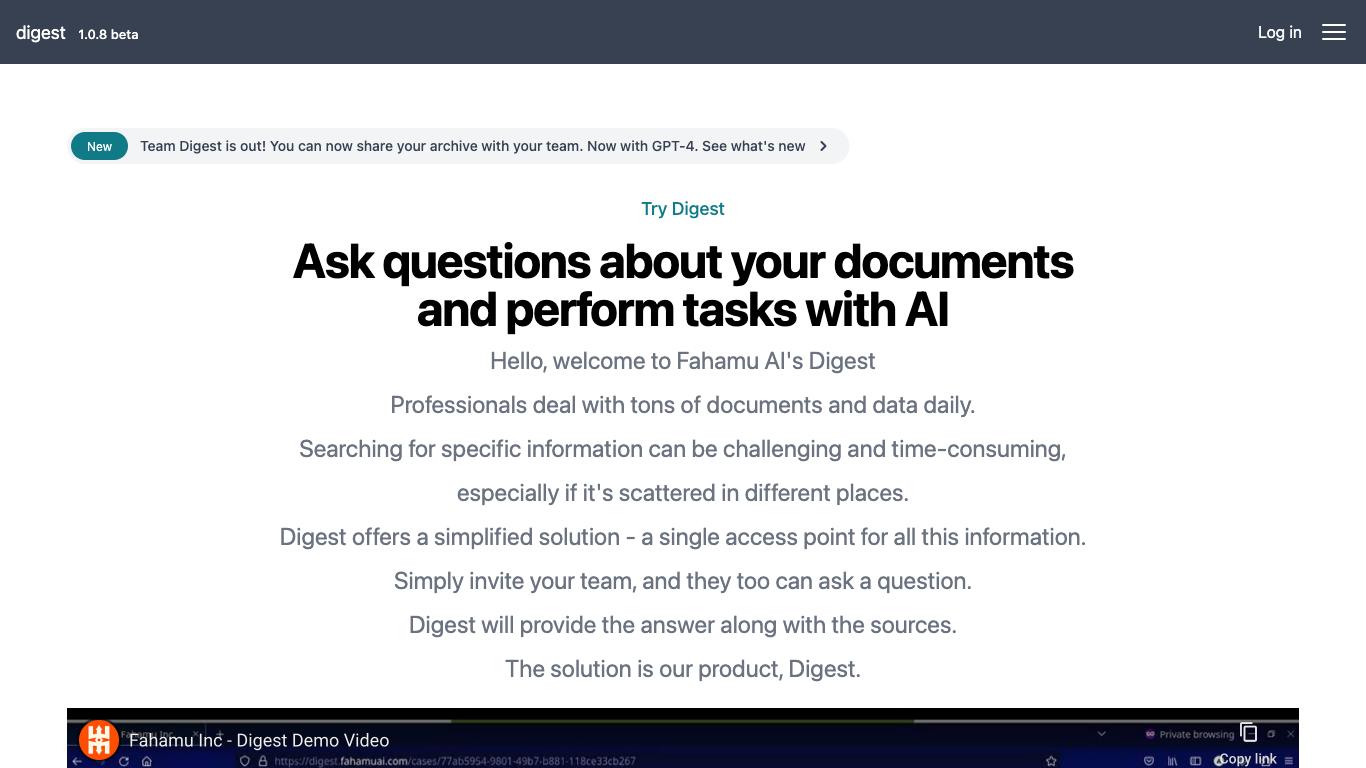 digest 1.0.8 beta
Log in
New Team Digest is out! You can now share your archive with your team. Now with GPT-4. See what's new
Try Digest
Ask questions about your documents
and perform tasks with AI
Hello, welcome to Fahamu AI's Digest
Professionals deal with tons of documents and data daily.
Searching for specific information can be challenging and time-consuming,
especially if it's scattered in different places.
Digest offers a simplified solution - a single access point for all this information.
Simply invite your team, and they too can ask a question.
Digest will provide the answer along with the sources.
The solution is our product, Digest.
Fahamu Inc
Private browsing
Fahamu Inc - Digest Demo Video
https://digest.fahamuai.com/cases/77ab5954-9801-49b7-b881-118ce33cb267
Copy link